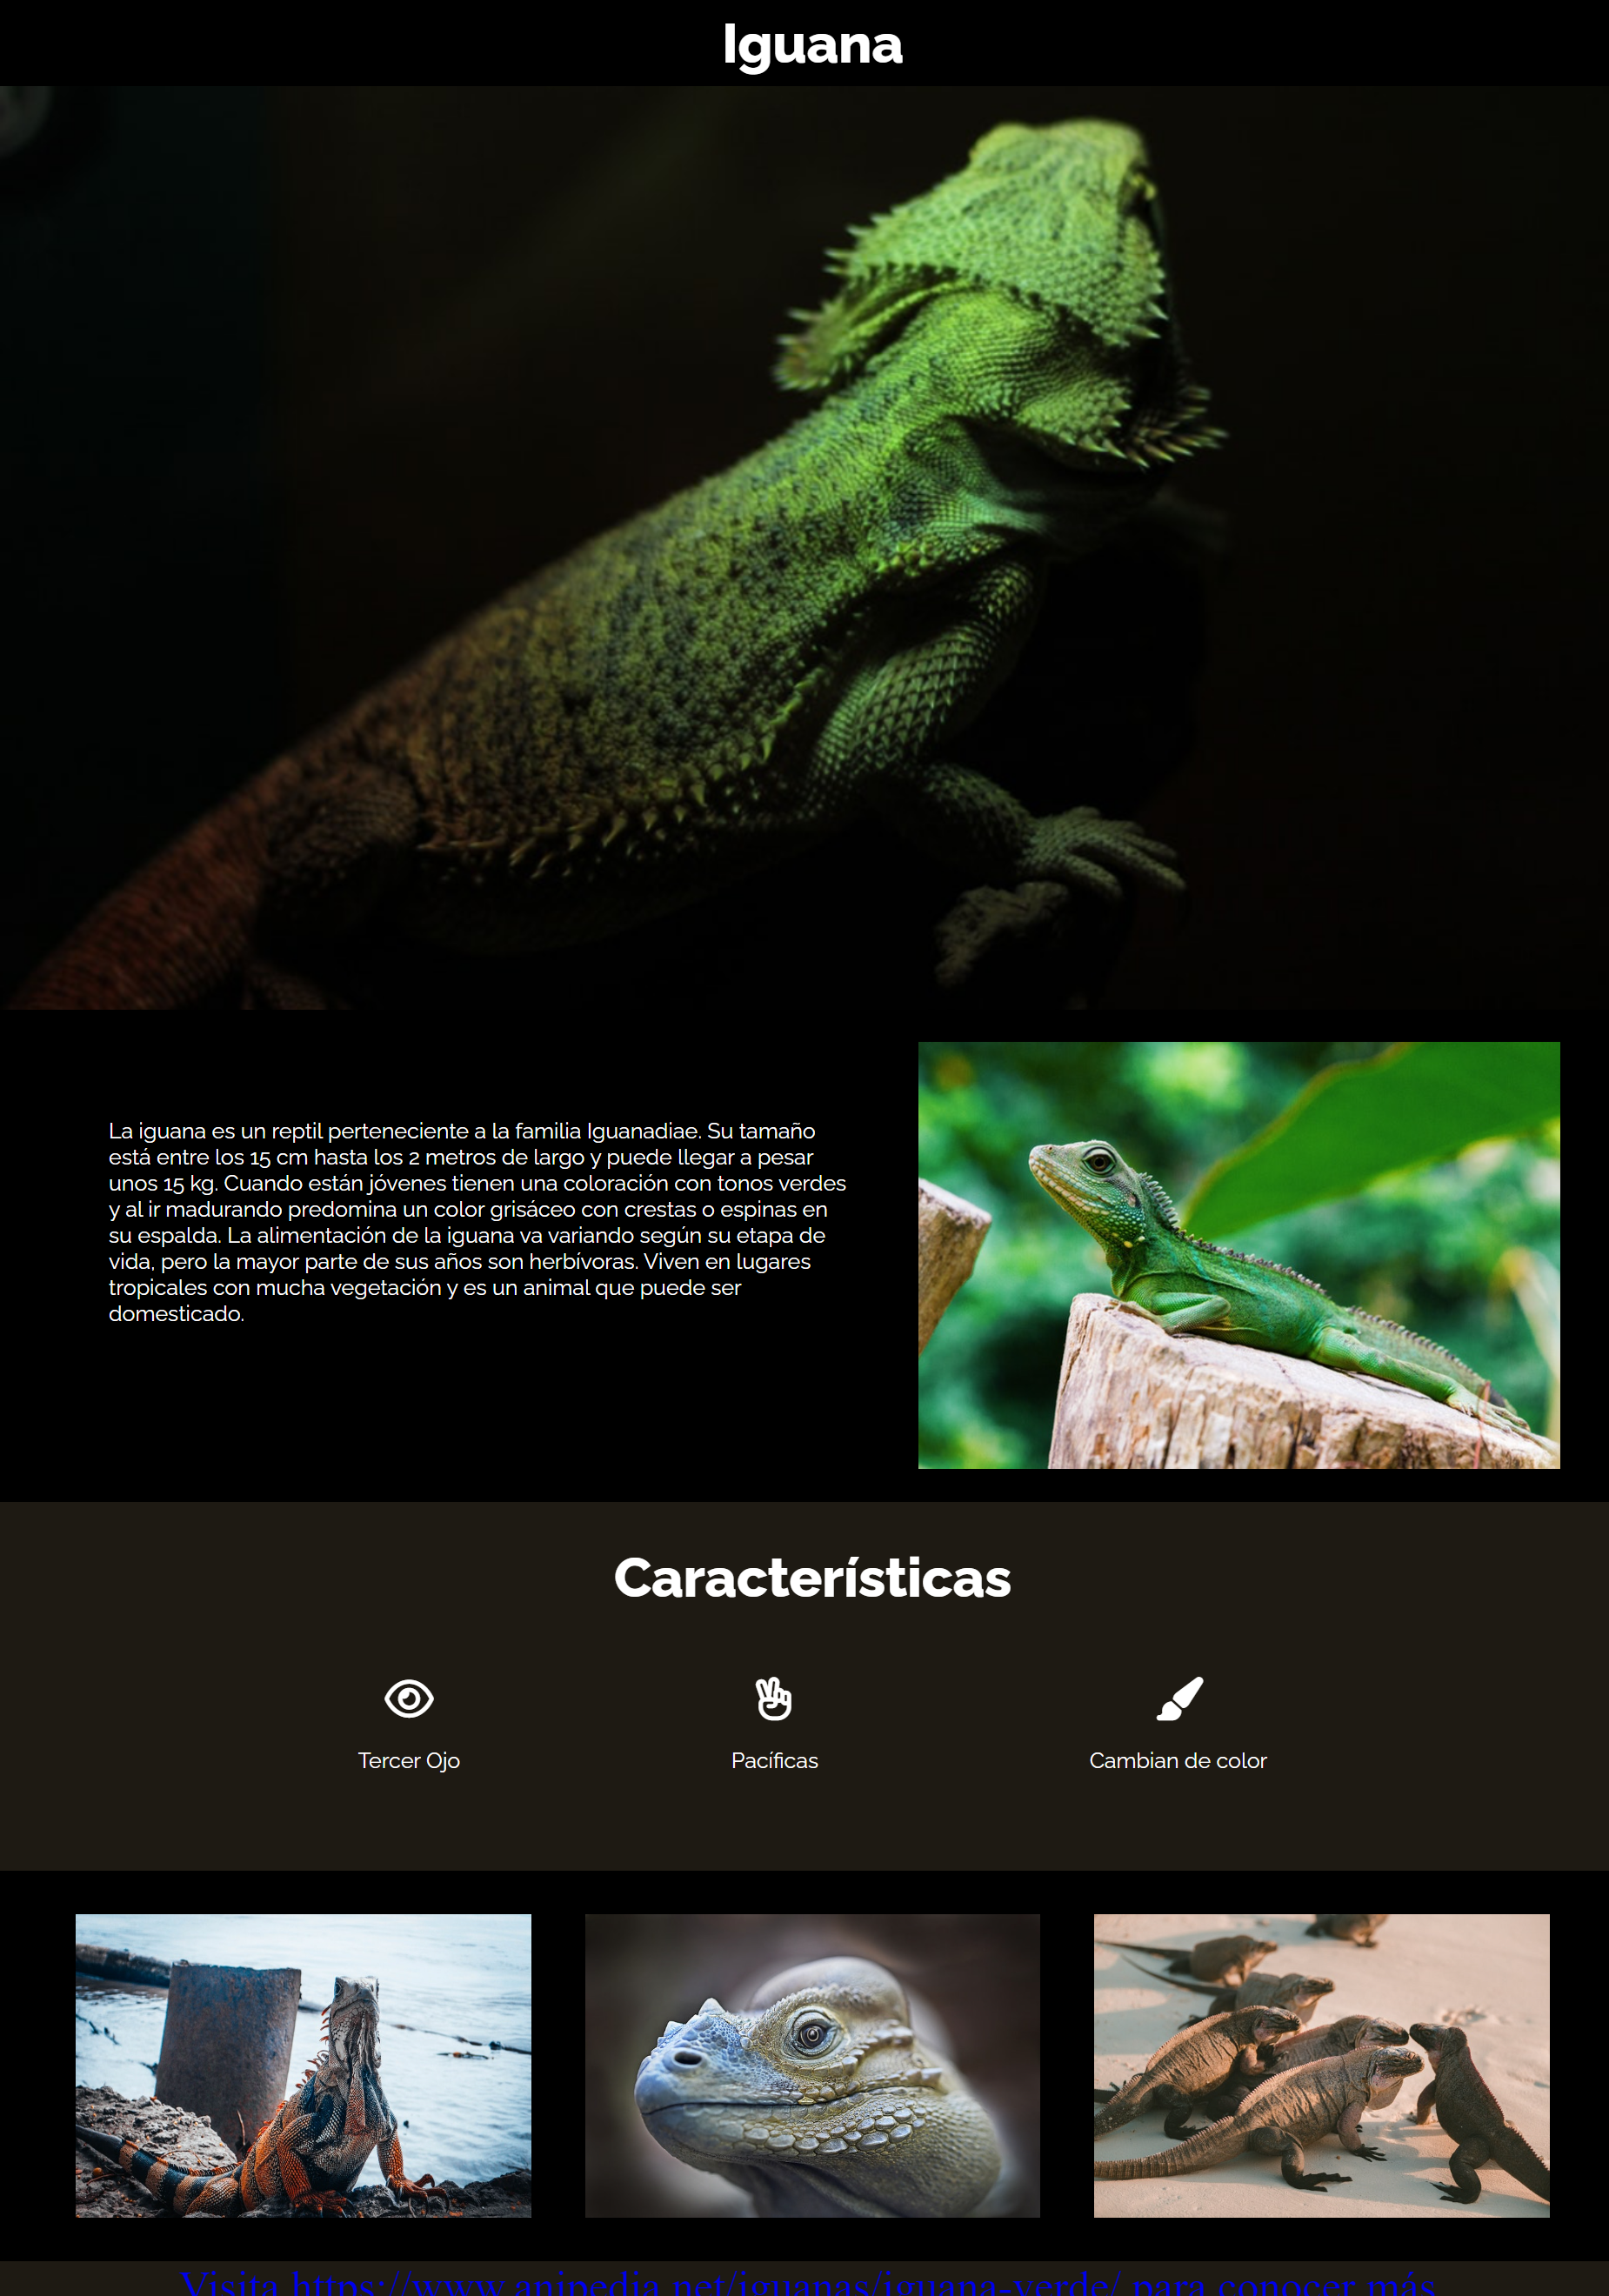 Iguana
La iguana es un reptil perteneciente a la familia Iguanadiae. Su tamaño
está entre los 15 cm hasta los 2 metros de largo y puede llegar a pesar
unos 15 kg. Cuando están jóvenes tienen una coloración con tonos verdes
y al ir madurando predomina un color grisáceo con crestas o espinas en
su espalda. La alimentación de la iguana va variando según su etapa de
vida, pero la mayor parte de sus años son herbívoras. Viven en lugares
tropicales con mucha vegetación y es un animal que puede ser
domesticado.
Características
Tercer Ojo
Pacíficas
Cambian de color
Visita https://www.anipedia.net/iguanas/iguana-verde/ para conocer más